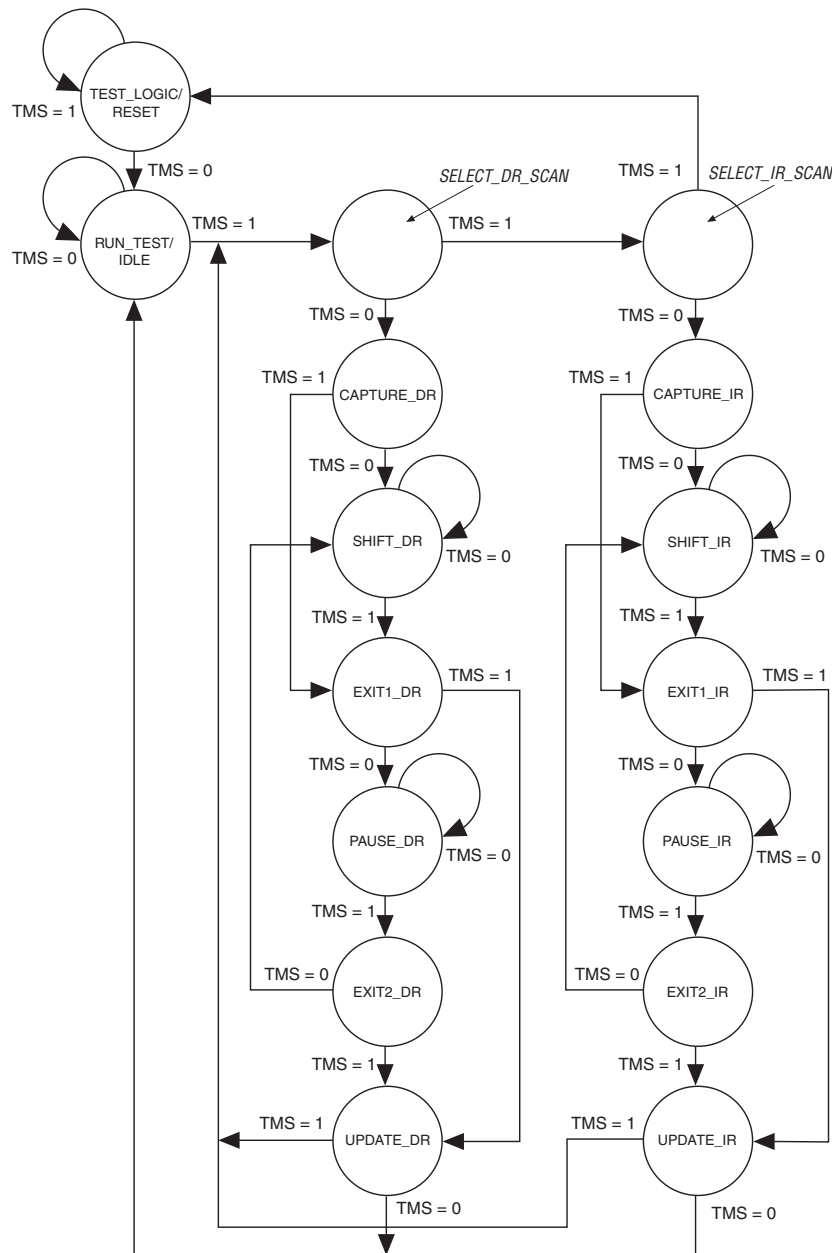 TEST_LOGIC/
RESET
TMS = 1
TMS = 0
SELECT_DR_SCAN
TMS = 1
SELECT_IR_SCAN
RUN_TEST/
IDLE
TMS = 0
TMS = 1
TMS = 1
TMS = 0
TMS = 0
TMS = 1
CAPTURE_DR
TMS = 1
CAPTURE_IR
TMS = 0
TMS = 0
SHIFT_DR
TMS = 0
SHIFT_IR
TMS = 0
TMS = 1
TMS = 1
EXIT1_DR
TMS = 1
EXIT1_IR
TMS = 1
TMS = 0
TMS = 0
PAUSE_DR
TMS = 0
PAUSE_IR
TMS = 0
TMS = 1
TMS = 1
TMS = 0
EXIT2_DR
TMS = 0
EXIT2_IR
TMS = 1
TMS = 1
TMS = 1
UPDATE_DR
TMS = 1
UPDATE_IR
TMS = 0
TMS = 0